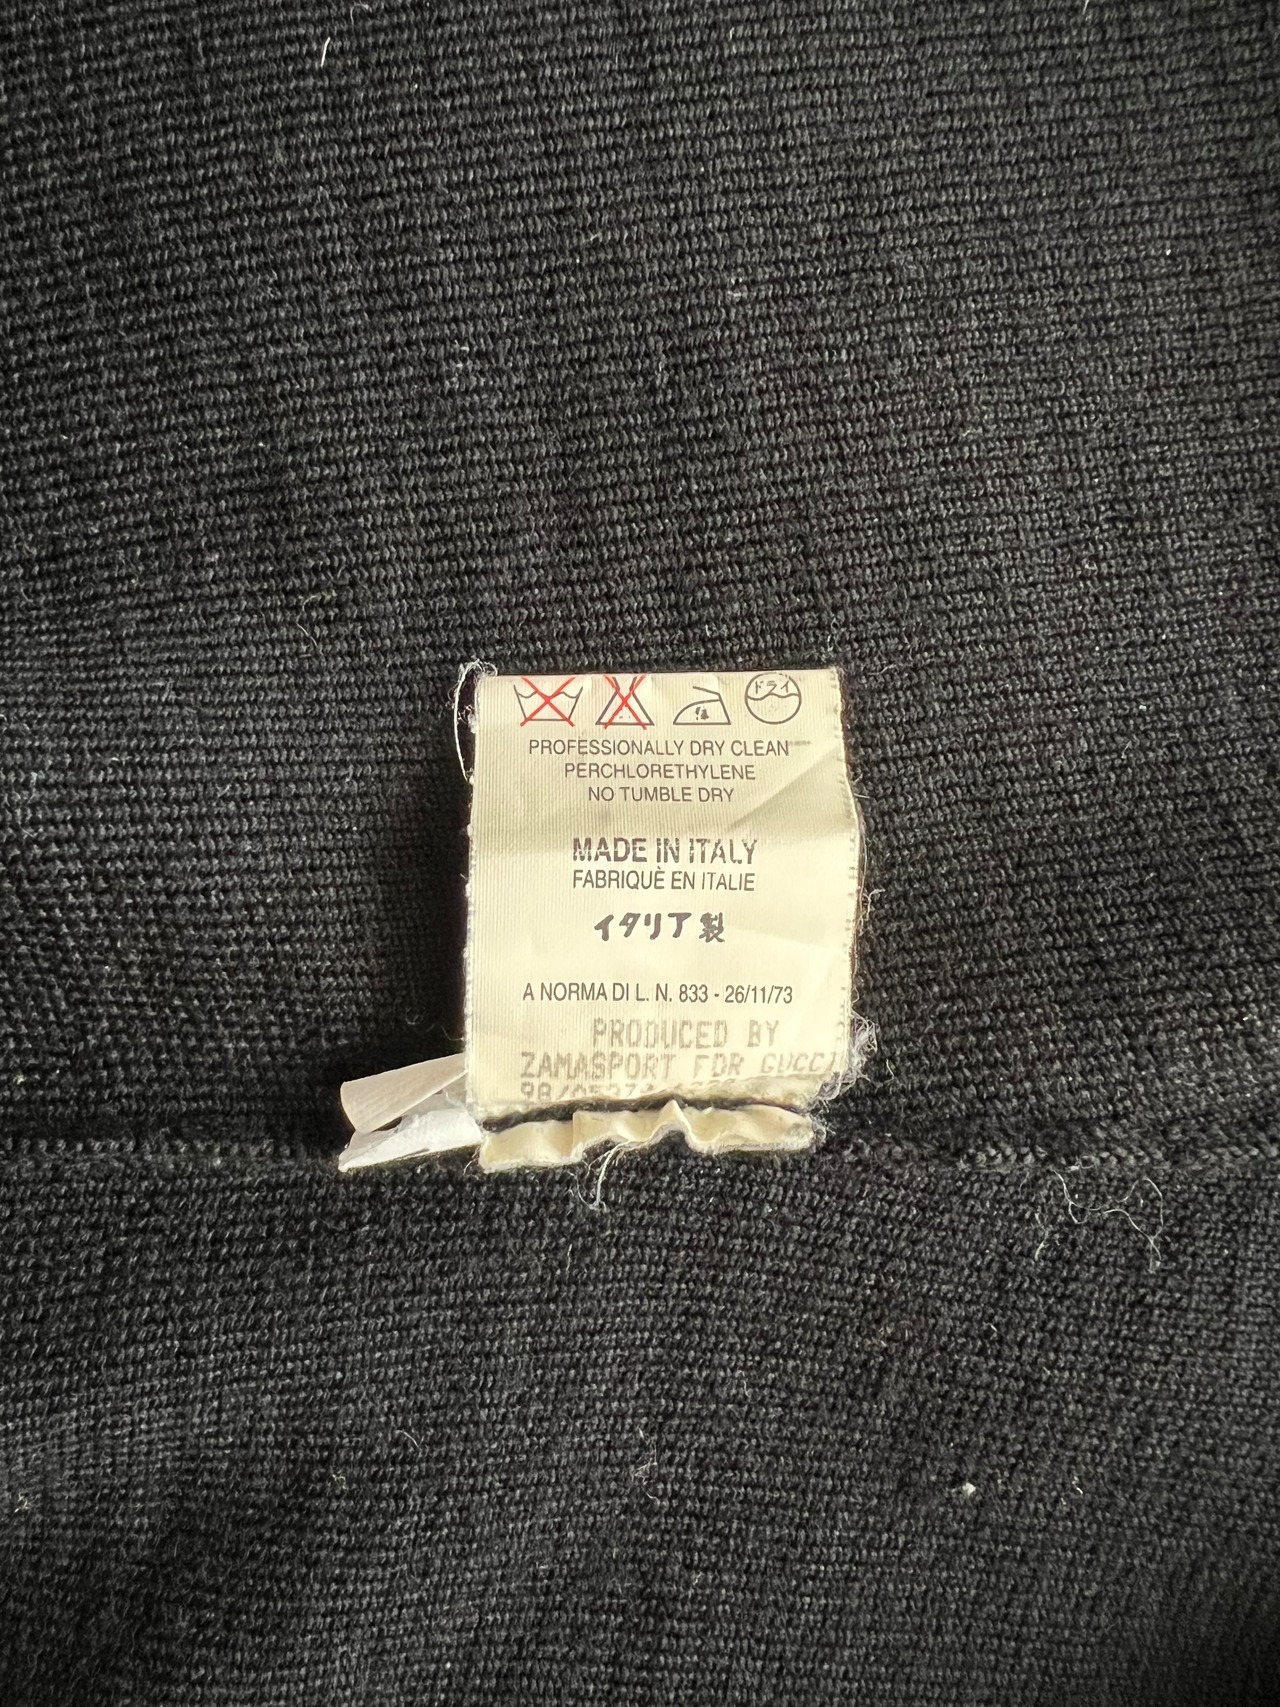 ドライ
PROFESSIONALLY DRY CLEAN
PERCHLORETHYLENE
NO TUMBLE DRY
MADE IN ITALY
FABRIQUÈ EN ITALIE
イタリア製
A NORMA DI L. N. 833 - 26/11/73
PRODUCED BY
ZAMASPORT FOR GUCCI